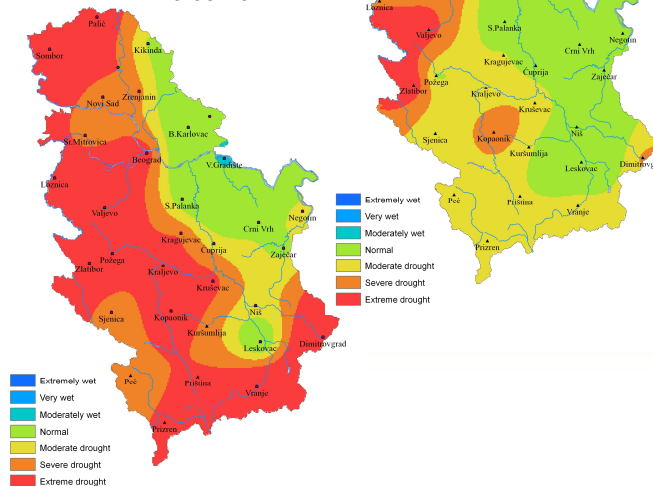 Palić
Kikinda
Sombor
Zrenjanin
Novi Sad
B.Karlovac
Sr.Mitrovica
Beograd
V.Gradište
Loznica
S.Palanka
Valjevo
Negotin
Crni Vrh
Kragujevac
Ćuprija
Zaječar
Požega
Zlatibor
Kraljevo
Kruševac
Sjenica
Kopaonik
Niš
Kuršumlija
Leskovac
Dimitrovgrad
Peć
Priština
Vranje
Prizren
Extremely wet
Very wet
Moderately wet
Normal
Moderate drought
Severe drought
Extreme drought
Loznica
S.Palanka
Valjevo
Negotin
Crni Vrh
Kragujevac
Ćuprija
Zaječar
Požega
Zlatibor
Kraljevo
Kruševac
Niš
Sjenica
Kopaonik
Kuršumlija
Leskovac
Dimitrovg
Peć
Priština
Vranje
Prizren
Extremely wet
Very wet
Moderately wet
Normal
Moderate drought
Severe drought
Extreme drought